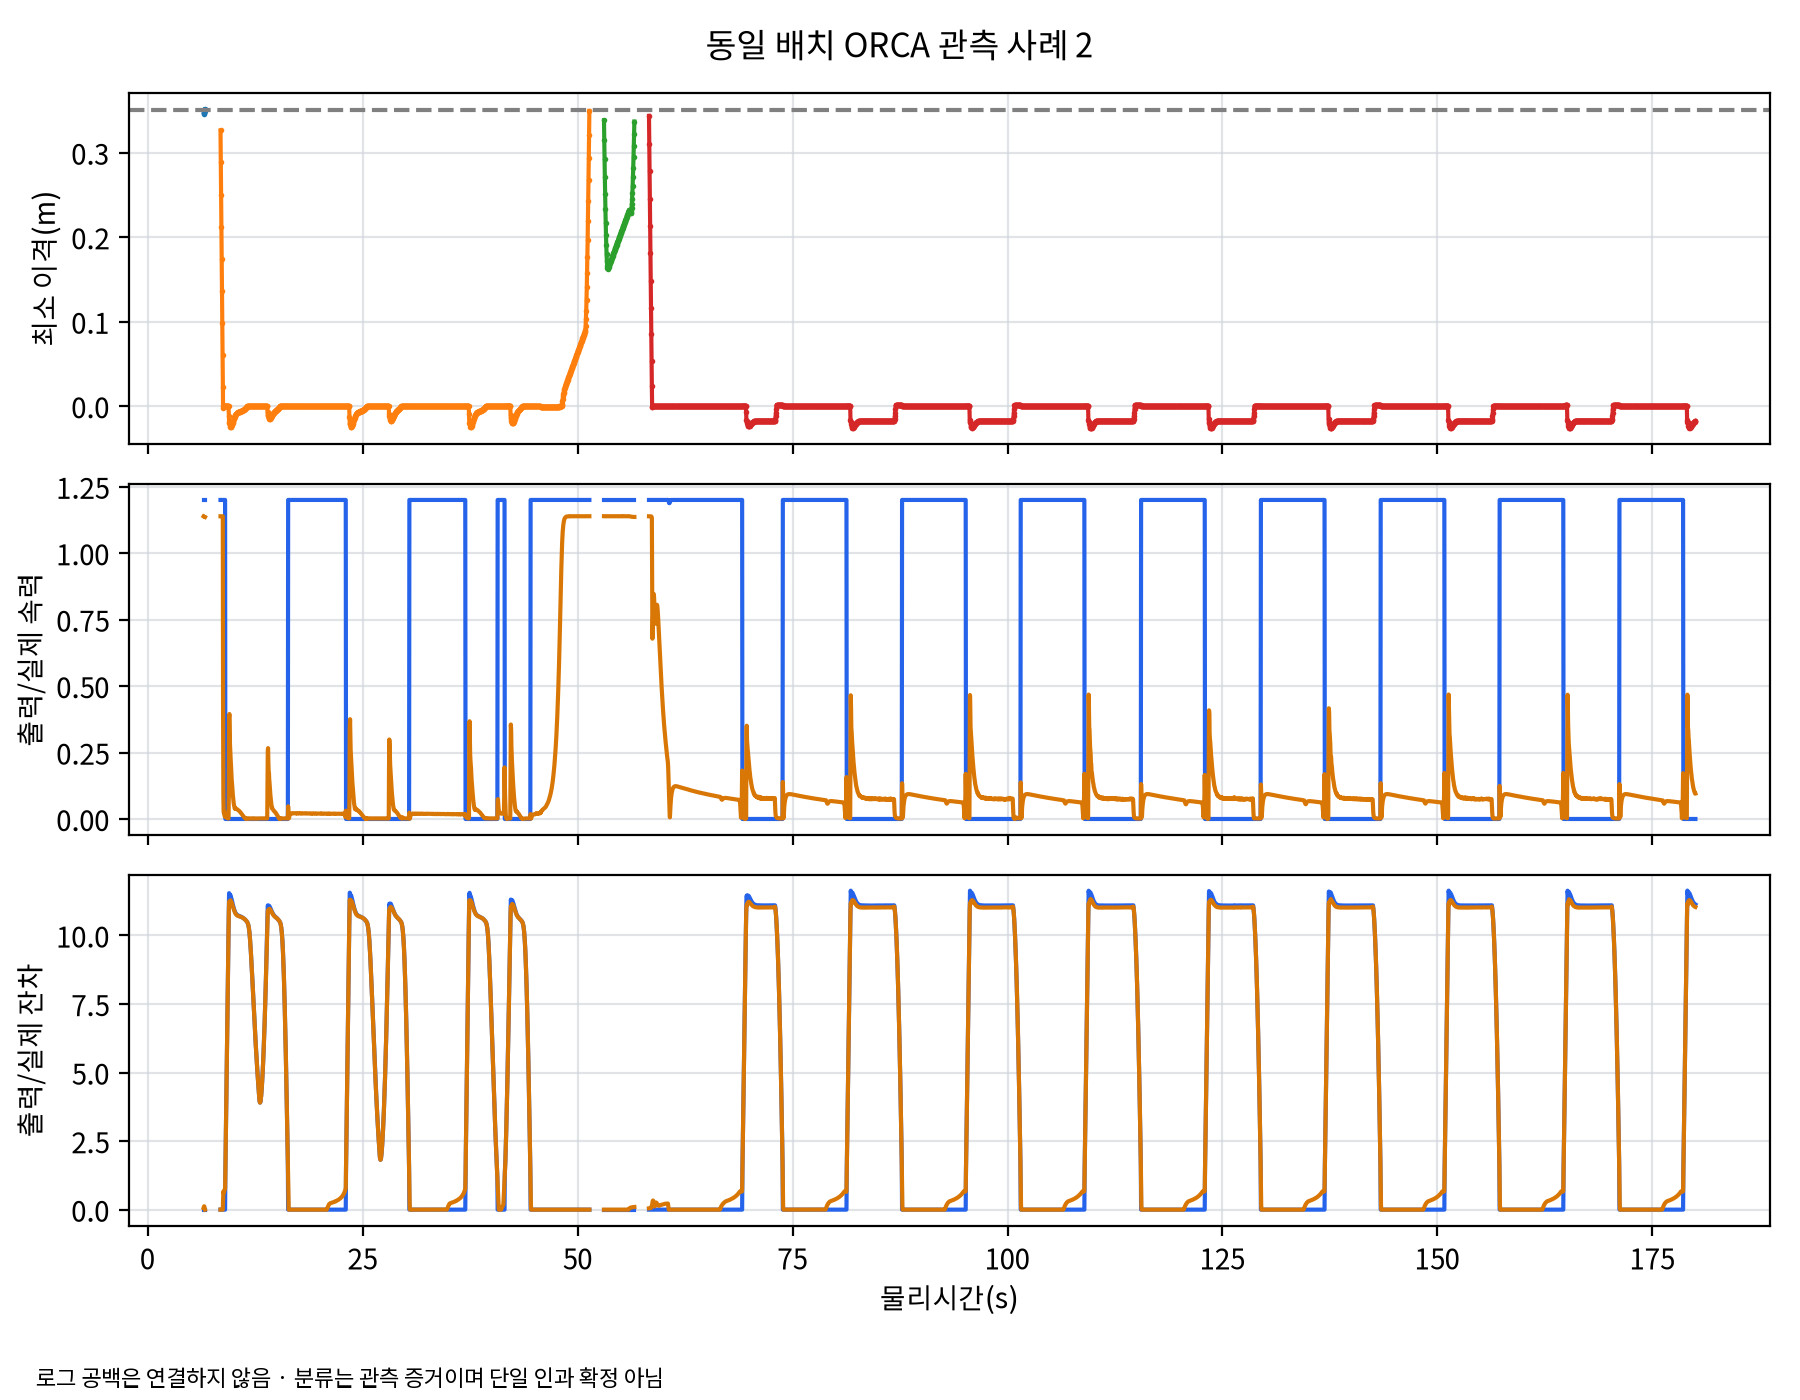 동일 배치 ORCA 관측 사례 2
최소 이격(m)
0.3
0.2
0.1
0.0
출력/실제 속력
1.25
1.00
0.75
0.50
0.25
0.00
출력/실제 잔차
10.0
7.5
5.0
2.5
0.0
0 25 50 75 100 125 150 175
물리시간(s)
로그 공백은 연결하지 않음 · 분류는 관측 증거이며 단일 인과 확정 아님